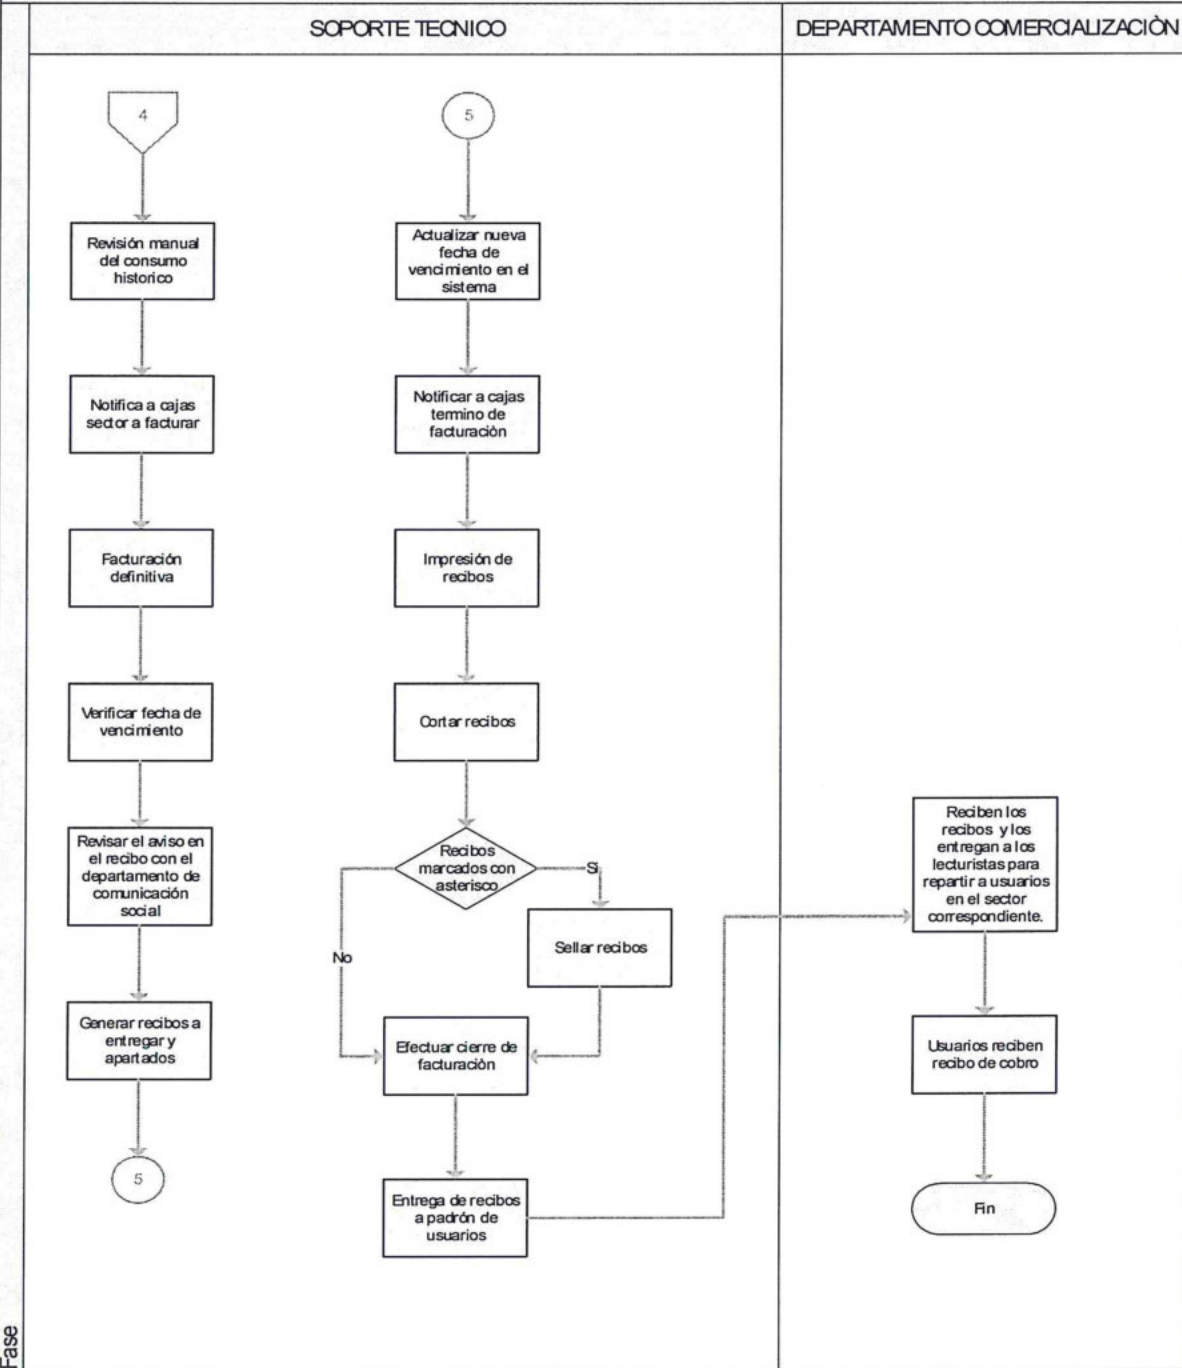 SOPORTE TECNICO
DEPARTAMENTO COMERCIALIZACIÒN
4
Revisión manual
del consumo
historico
Notifica a cajas
sector a facturar
Facturación
definitiva
Verificar fecha de
vencimiento
Revisar el aviso en
el recibo con el
departamento de
comunicación
social
Generar recibos a
entregar y
apartados
5
5
Actualizar nueva
fecha de
vencimiento en el
sistema
Notificar a cajas
termino de
facturaciòn
Impresión de
recibos
Cortar recibos
Recibos
marcados con
asterisco
Si
No
Sellar recibos
Efectuar cierre de
facturaciòn
Entrega de recibos
a padrón de
usuarios
Reciben los
recibos y los
entregan a los
lecturistas para
repartir a usuarios
en el sector
correspondiente.
Usuarios reciben
recibo de cobro
Fin
Fase